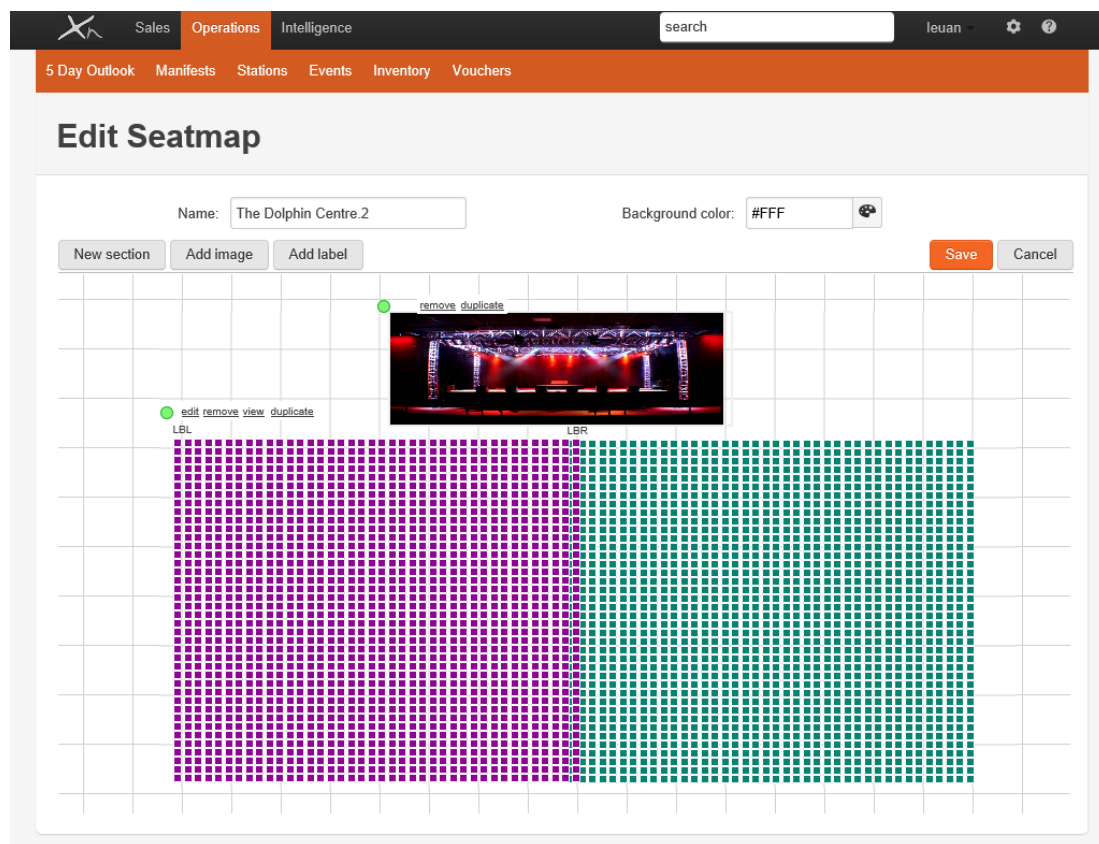 Xn Sales Operations Intelligence search Ieuan
5 Day Outlook Manifests Stations Events Inventory Vouchers
Edit Seatmap
Name: The Dolphin Centre.2 Background color: #FFF
New section Add image Add label Save Cancel
remove duplicate
edit remove view duplicate
LBL LBR